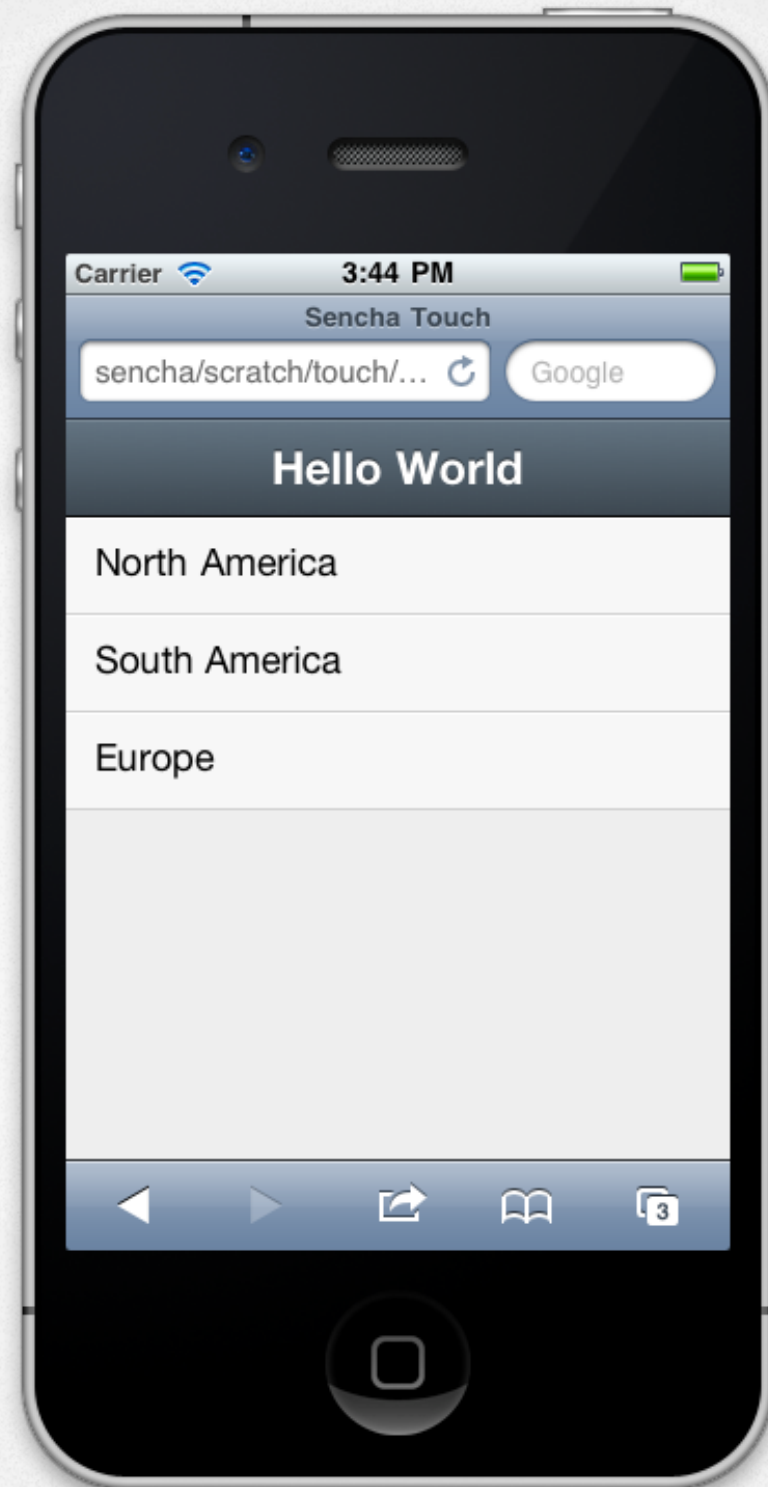 Carrier 3:44 PM
Sencha Touch
sencha/scratch/touch/... Google
Hello World
North America
South America
Europe
3